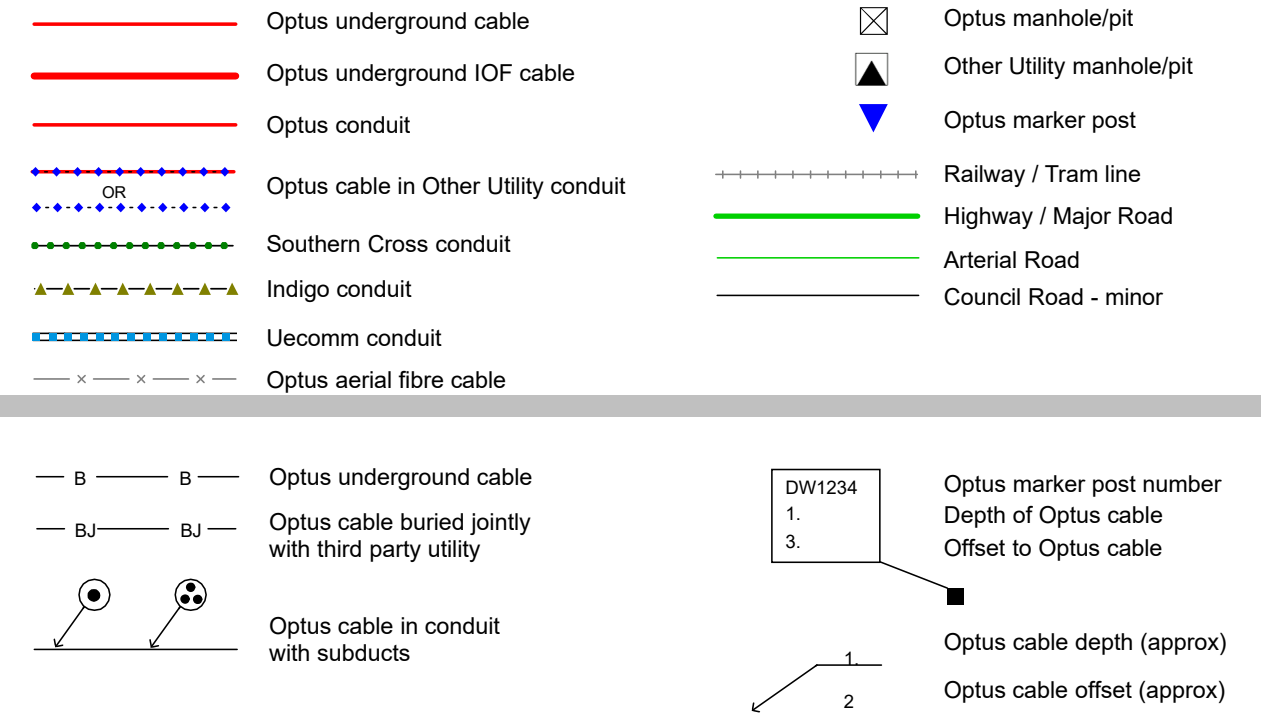 Optus underground cable
Optus underground IOF cable
Optus conduit
OR
Optus cable in Other Utility conduit
Southern Cross conduit
Indigo conduit
Uecomm conduit
Optus aerial fibre cable
Optus manhole/pit
Other Utility manhole/pit
Optus marker post
Railway / Tram line
Highway / Major Road
Arterial Road
Council Road - minor
B B Optus underground cable
BJ BJ Optus cable buried jointly
with third party utility
Optus cable in conduit
with subducts
DW1234 Optus marker post number
1. Depth of Optus cable
3. Offset to Optus cable
Optus cable depth (approx)
1.
Optus cable offset (approx)
2